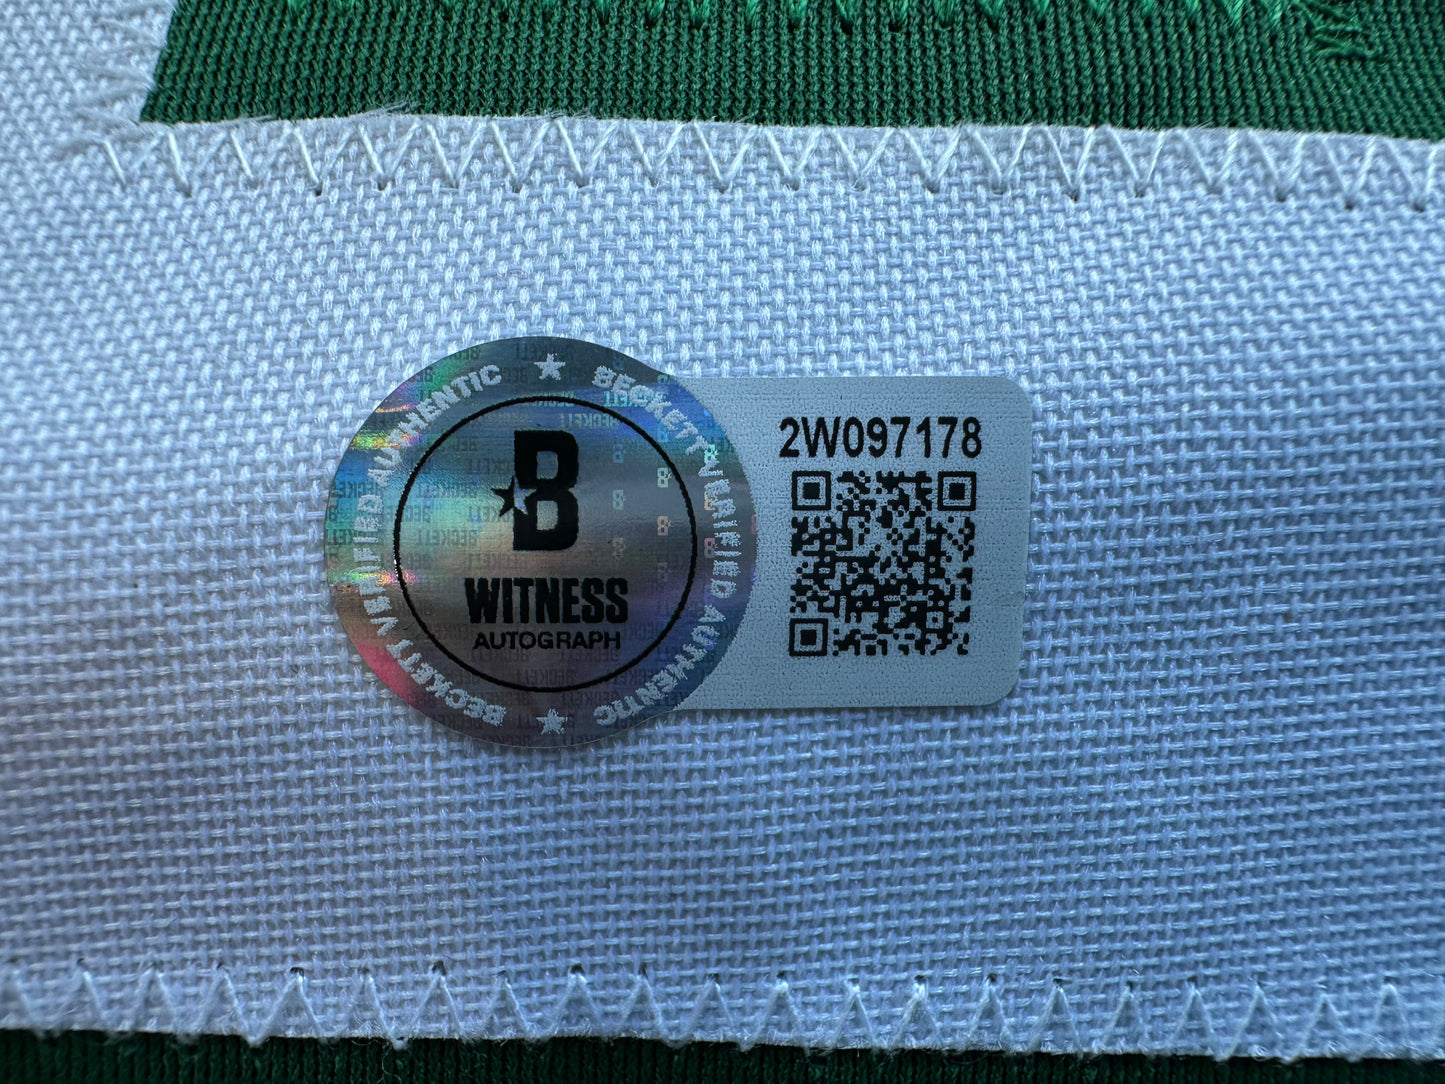 BECKETT VERIFIED AUTHENTIC ★ BECKETT VERIFIED AUTHENTIC ★
B
WITNESS
AUTOGRAPH
2W097178